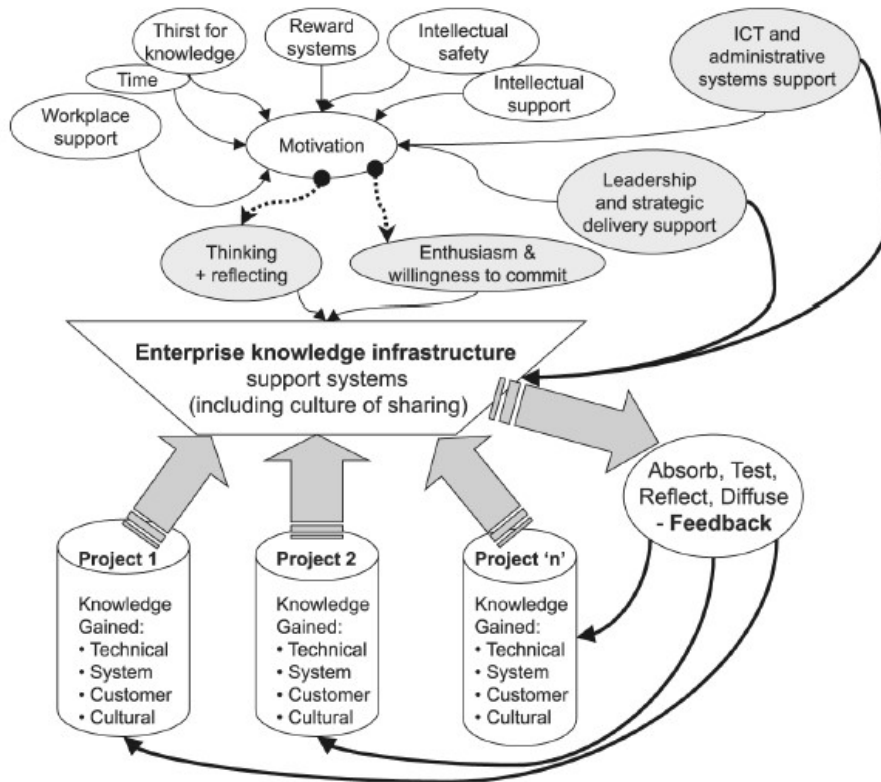 Thirst for
knowledge
Reward
systems
Intellectual
safety
ICT and
administrative
systems support
Time
Intellectual
support
Workplace
support
Motivation
Leadership
and strategic
delivery support
Thinking
+ reflecting
Enthusiasm &
willingness to commit
Enterprise knowledge infrastructure
support systems
(including culture of sharing)
Absorb, Test,
Reflect, Diffuse
- Feedback
Project 1
Knowledge
Gained:
• Technical
• System
• Customer
• Cultural
Project 2
Knowledge
Gained:
• Technical
• System
• Customer
• Cultural
Project ‘n’
Knowledge
Gained:
• Technical
• System
• Customer
• Cultural